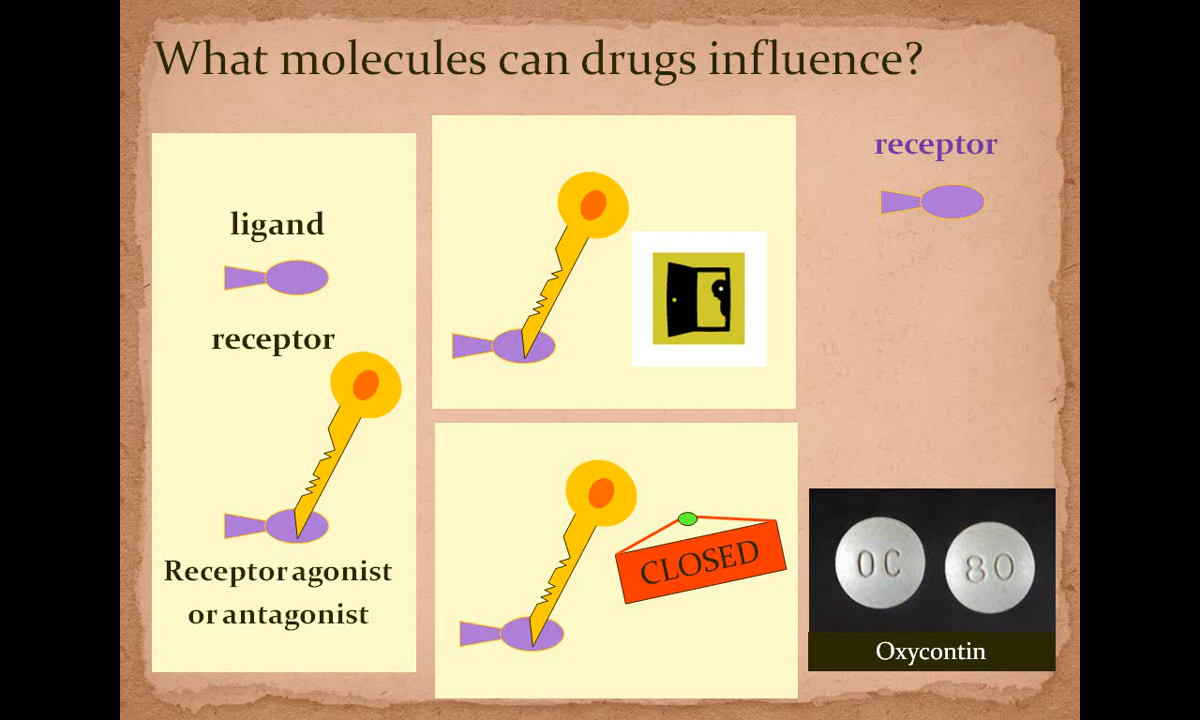 What molecules can drugs influence?
ligand
receptor
Receptor agonist
or antagonist
CLOSED
receptor
OC
80
Oxycontin